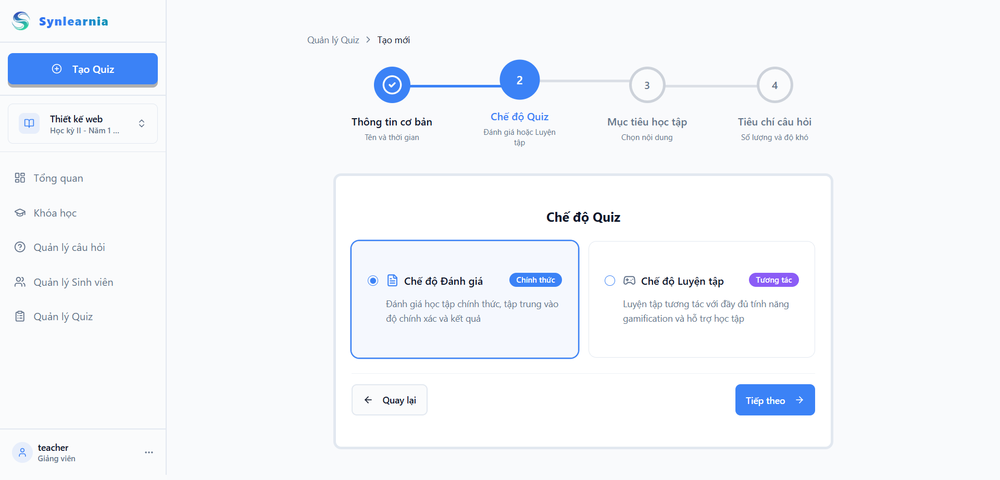 Synlearnia
Tạo Quiz
Thiết kế web
Học kỳ II - Năm 1 ...
Tổng quan
Khóa học
Quản lý câu hỏi
Quản lý Sinh viên
Quản lý Quiz
teacher
Giảng viên
Quản lý Quiz > Tạo mới
Thông tin cơ bản
Tên và thời gian
2
Chế độ Quiz
Đánh giá hoặc Luyện
tập
3
Mục tiêu học tập
Chọn nội dung
4
Tiêu chí câu hỏi
Số lượng và độ khó
Chế độ Quiz
Chế độ Đánh giá
Chính thức
Đánh giá học tập chính thức, tập trung vào
độ chính xác và kết quả
Chế độ Luyện tập
Tương tác
Luyện tập tương tác với đầy đủ tính năng
gamification và hỗ trợ học tập
Quay lại
Tiếp theo